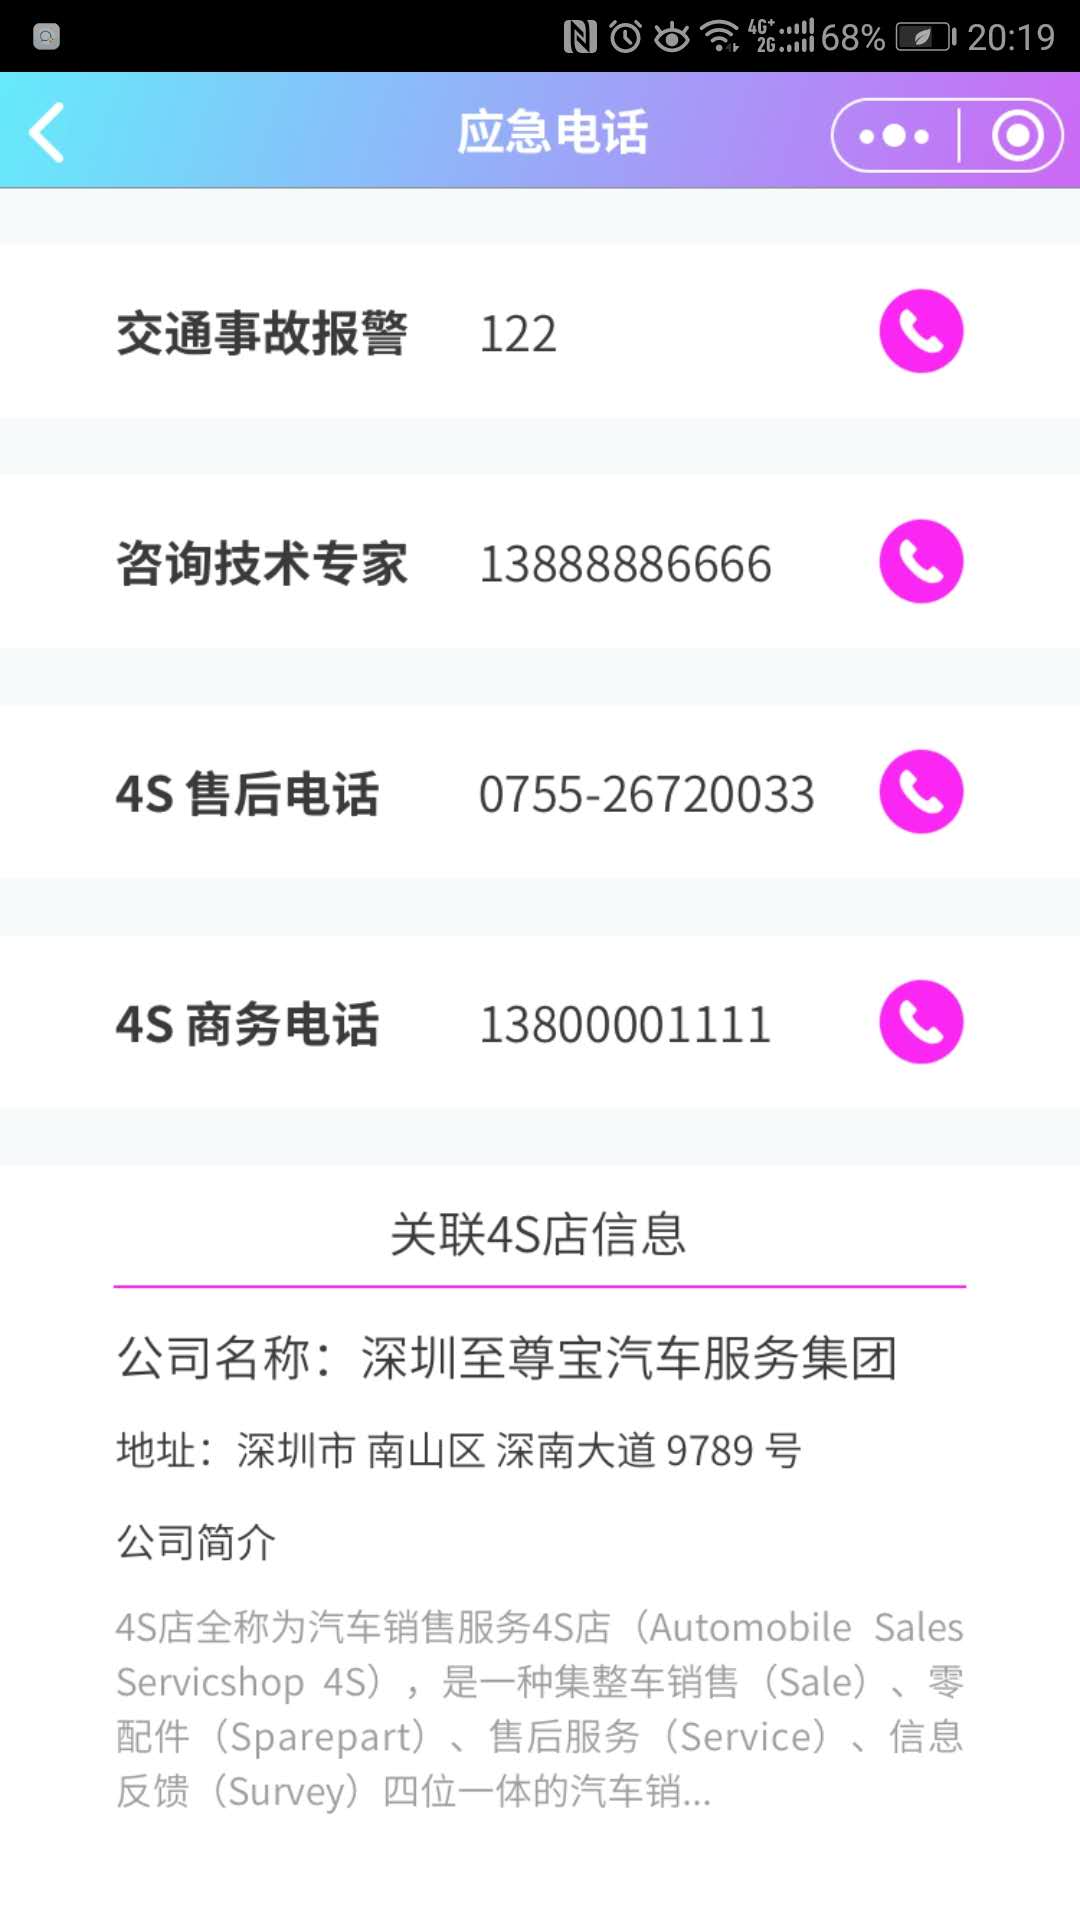 4G+ 2G 68% 20:19
应急电话
交通事故报警 122
咨询技术专家 13888886666
4S 售后电话 0755-26720033
4S 商务电话 13800001111
关联4S店信息
公司名称：深圳至尊宝汽车服务集团
地址：深圳市 南山区 深南大道 9789 号
公司简介
4S店全称为汽车销售服务4S店（Automobile Sales
Servicshop 4S），是一种集整车销售（Sale）、零
配件（Sparepart）、售后服务（Service）、信息
反馈（Survey）四位一体的汽车销...